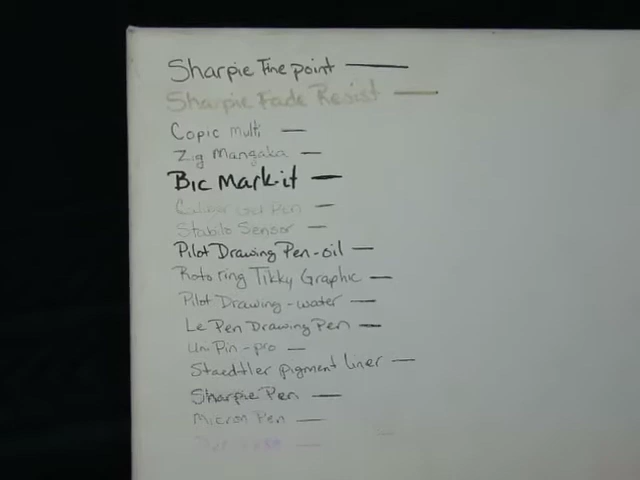 Sharpie Fine point
Sharpie Fade Resist
Copic multi
Zig Mangaka
Bic Mark-it
Gel Pen
Stabilo Sensor
Pilot Drawing Pen-oil
Rotoring Tikky Graphic
Pilot Drawing-water
Le Pen Drawing Pen
Uni Pin-pro
Staedtler pigment liner
Sharpie Pen
Micron Pen